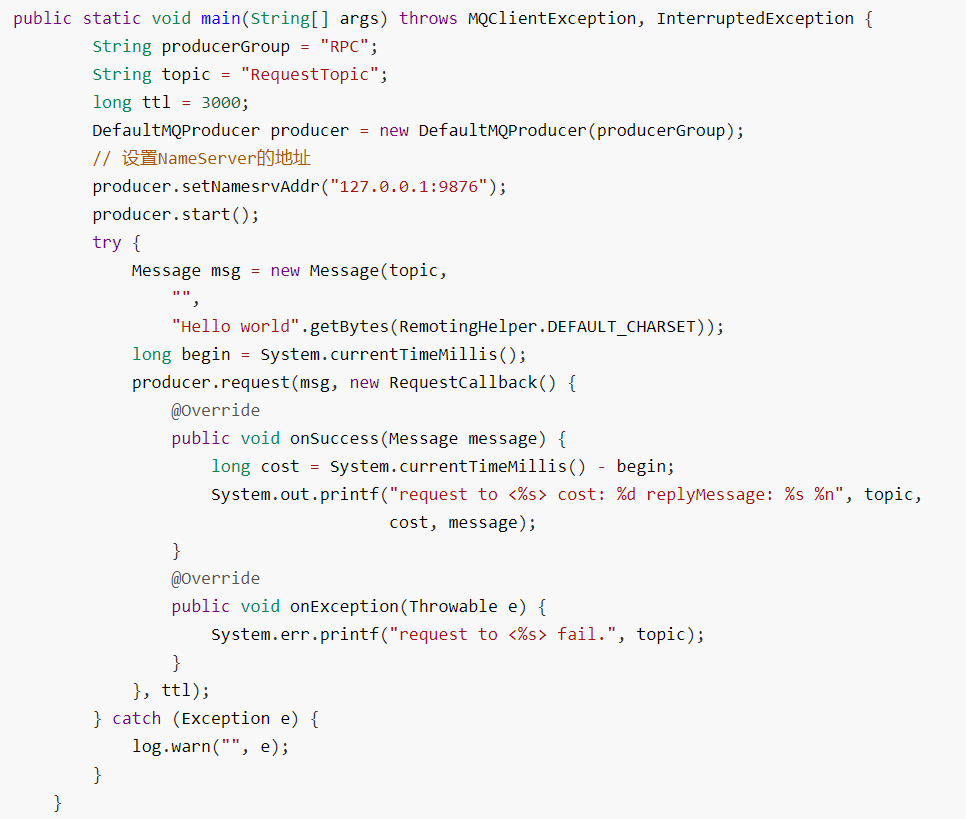 public static void main(String[] args) throws MQClientException, InterruptedException {
        String producerGroup = "RPC";
        String topic = "RequestTopic";
        long ttl = 3000;
        DefaultMQProducer producer = new DefaultMQProducer(producerGroup);
        // 设置NameServer的地址
        producer.setNamesrvAddr("127.0.0.1:9876");
        producer.start();
        try {
            Message msg = new Message(topic,
                "",
                "Hello world".getBytes(RemotingHelper.DEFAULT_CHARSET));
            long begin = System.currentTimeMillis();
            producer.request(msg, new RequestCallback() {
                @Override
                public void onSuccess(Message message) {
                    long cost = System.currentTimeMillis() - begin;
                    System.out.printf("request to <%s> cost: %d replyMessage: %s %n", topic,
                                      cost, message);
                }
                @Override
                public void onException(Throwable e) {
                    System.err.printf("request to <%s> fail.", topic);
                }
            }, ttl);
        } catch (Exception e) {
            log.warn("", e);
        }
    }